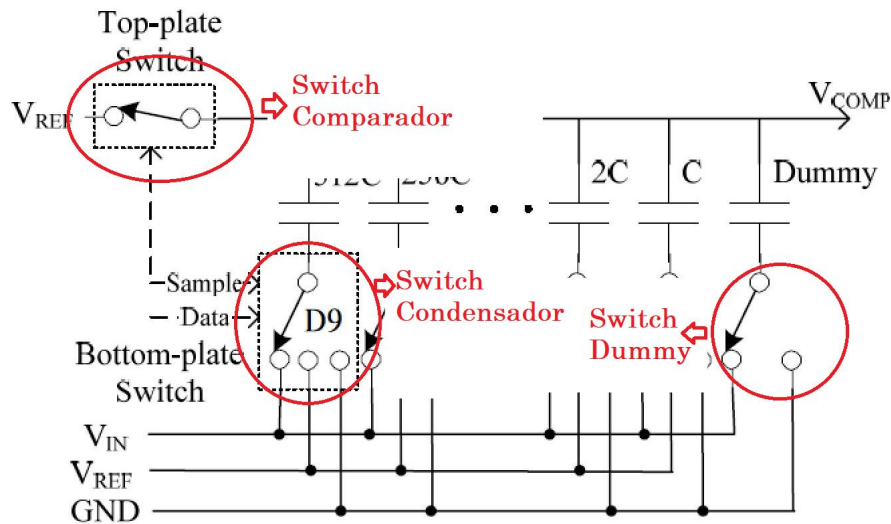 Top-plate
Switch
Switch
Comparador
VREF
VCOMP
2C
C
Dummy
Sample
Data
D9
Switch
Condensador
Switch
Dummy
Bottom-plate
Switch
VIN
VREF
GND